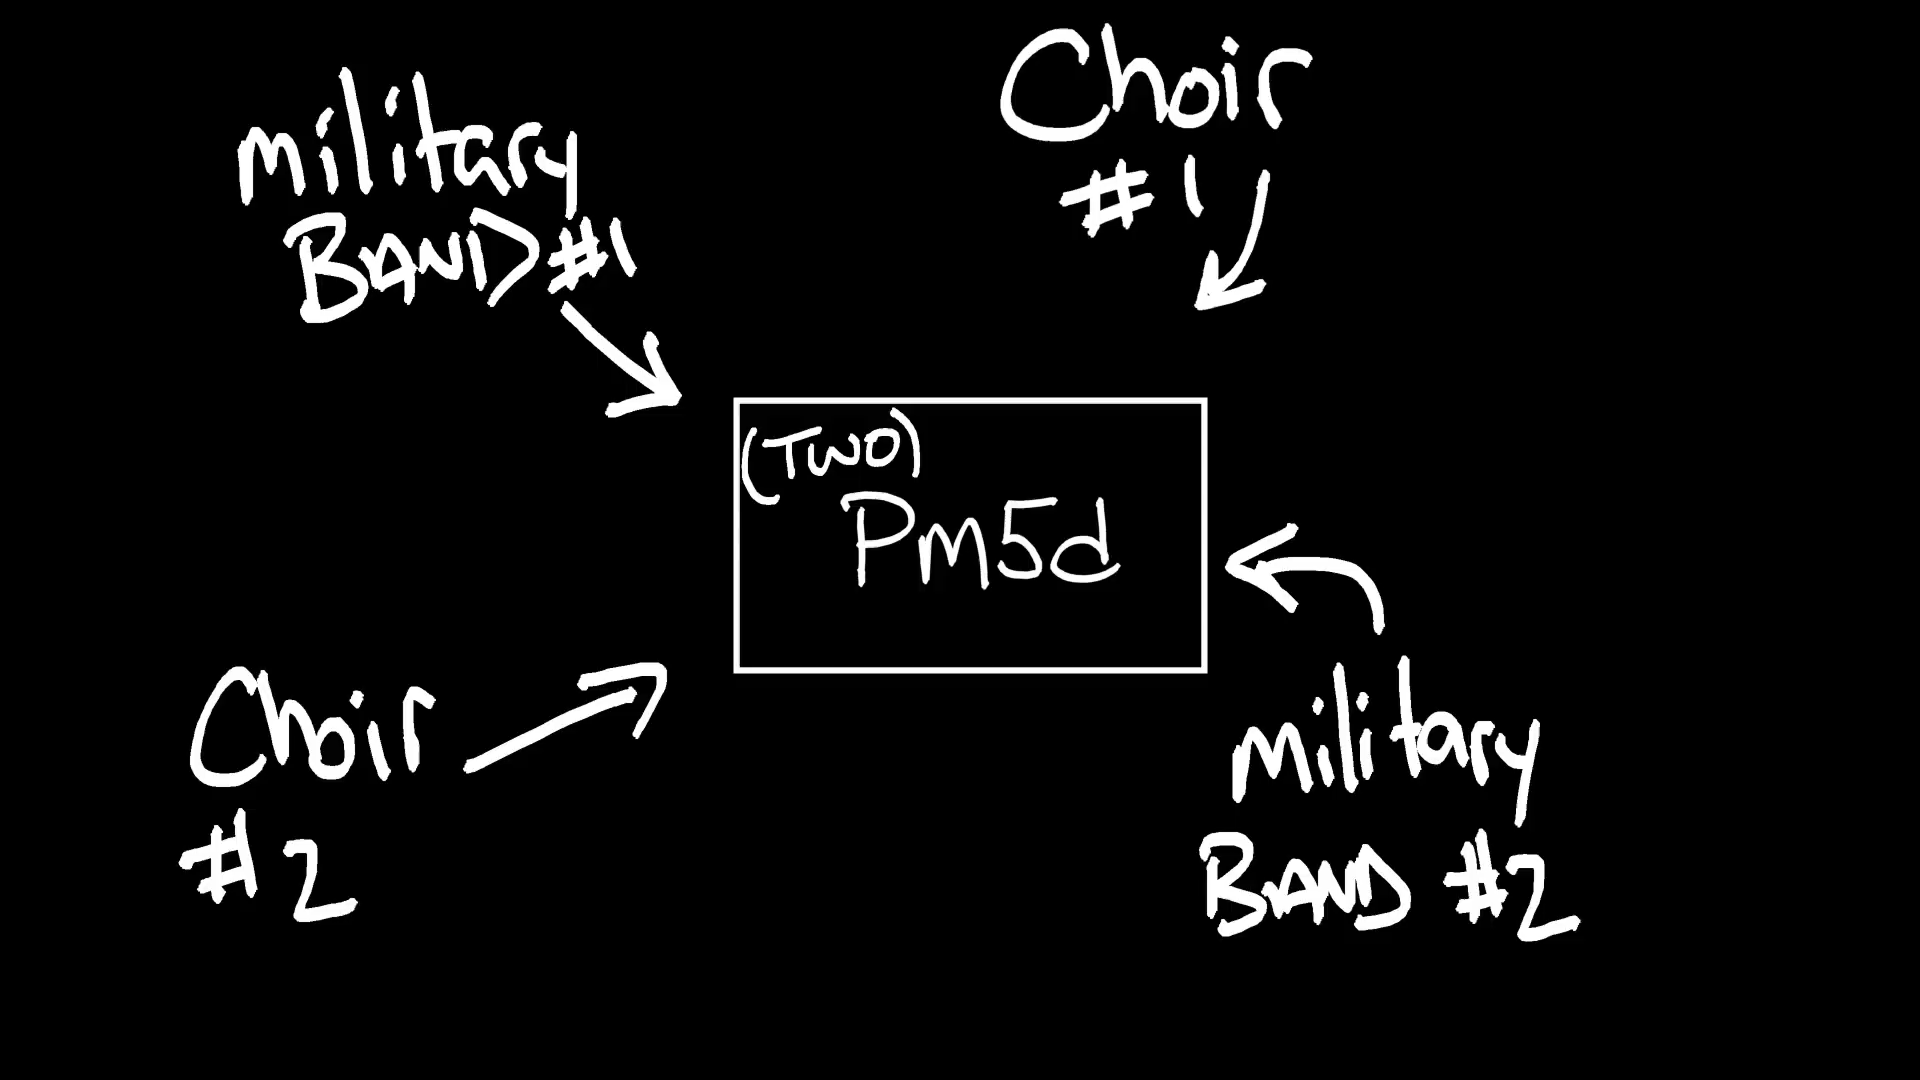 military
BAND #1
Choir
#1
(TWO)
Pm5d
Choir
#2
military
BAND #2